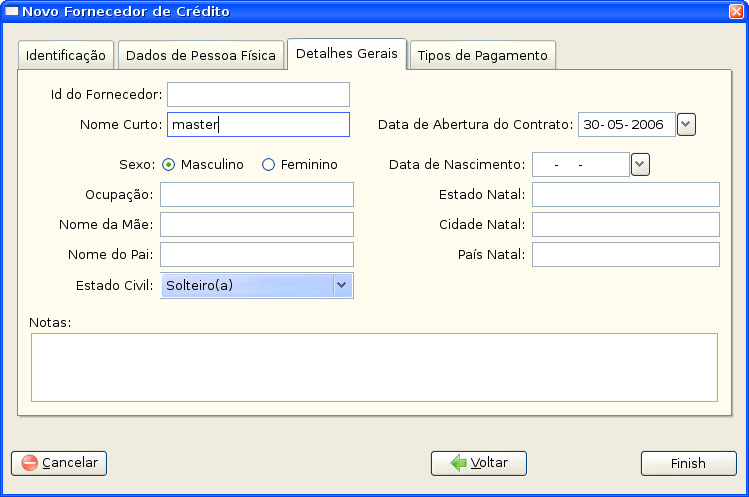 Novo Fornecedor de Crédito
Identificação Dados de Pessoa Física Detalhes Gerais Tipos de Pagamento
Id do Fornecedor:
Nome Curto: master Data de Abertura do Contrato: 30-05-2006
Sexo: Masculino Feminino Data de Nascimento: - -
Ocupação: Estado Natal:
Nome da Mãe: Cidade Natal:
Nome do Pai: País Natal:
Estado Civil: Solteiro(a)
Notas:
Cancelar Voltar Finish